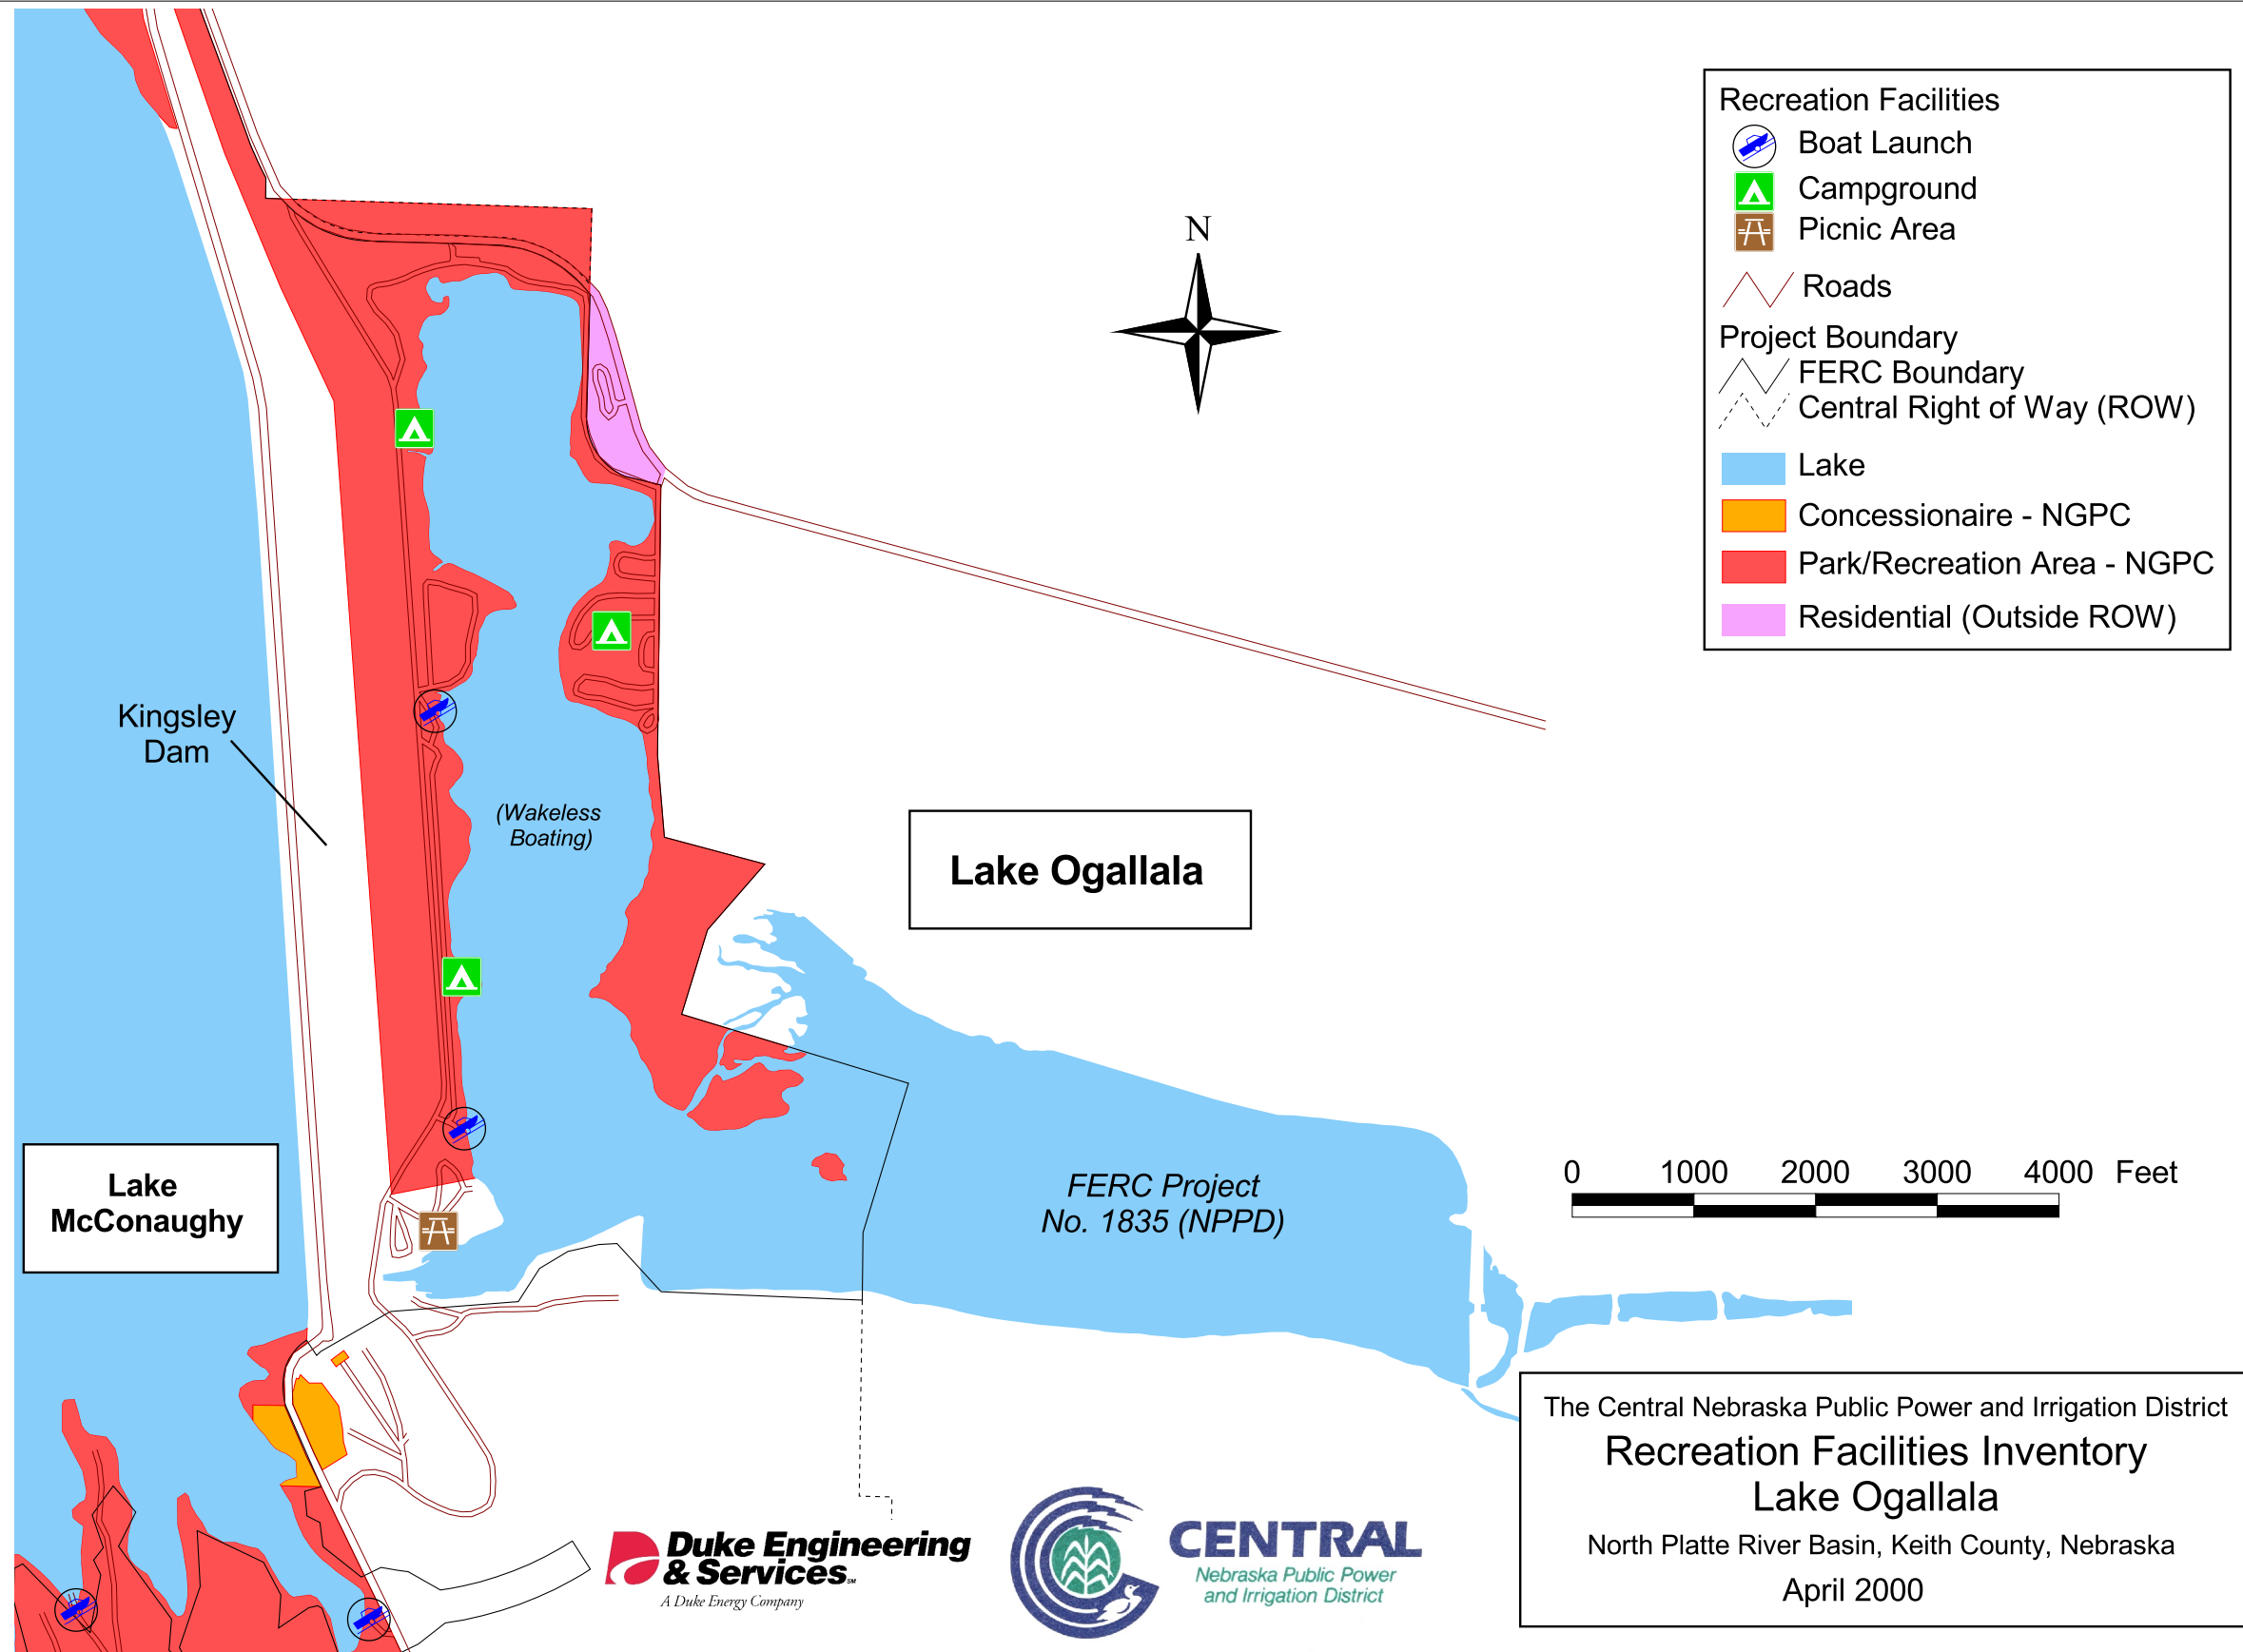 N
Recreation Facilities
Boat Launch
Campground
Picnic Area
Roads
Project Boundary
FERC Boundary
Central Right of Way (ROW)
Lake
Concessionaire - NGPC
Park/Recreation Area - NGPC
Residential (Outside ROW)
Kingsley
Dam
(Wakeless
Boating)
Lake Ogallala
Lake
McConaughy
FERC Project
No. 1835 (NPPD)
0 1000 2000 3000 4000 Feet
The Central Nebraska Public Power and Irrigation District
Recreation Facilities Inventory
Lake Ogallala
North Platte River Basin, Keith County, Nebraska
April 2000
Duke Engineering
& Services℠
A Duke Energy Company
CENTRAL
Nebraska Public Power
and Irrigation District